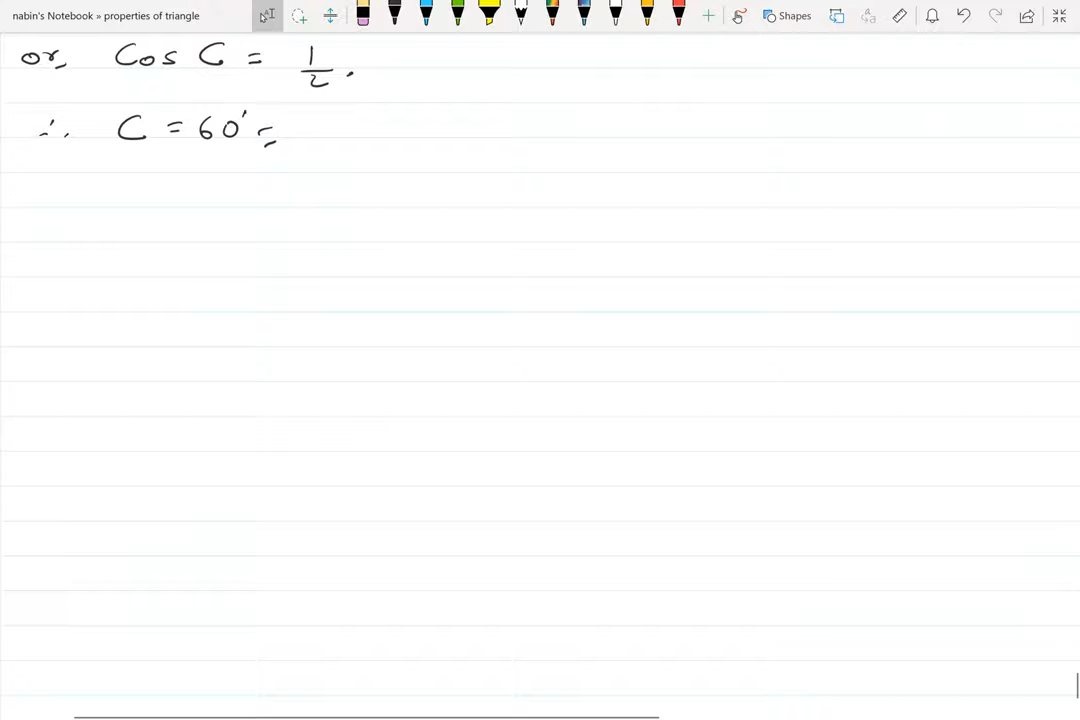 nabin's Notebook » properties of triangle
Shapes
or, Cos C = 1/2.
∴ C = 60°